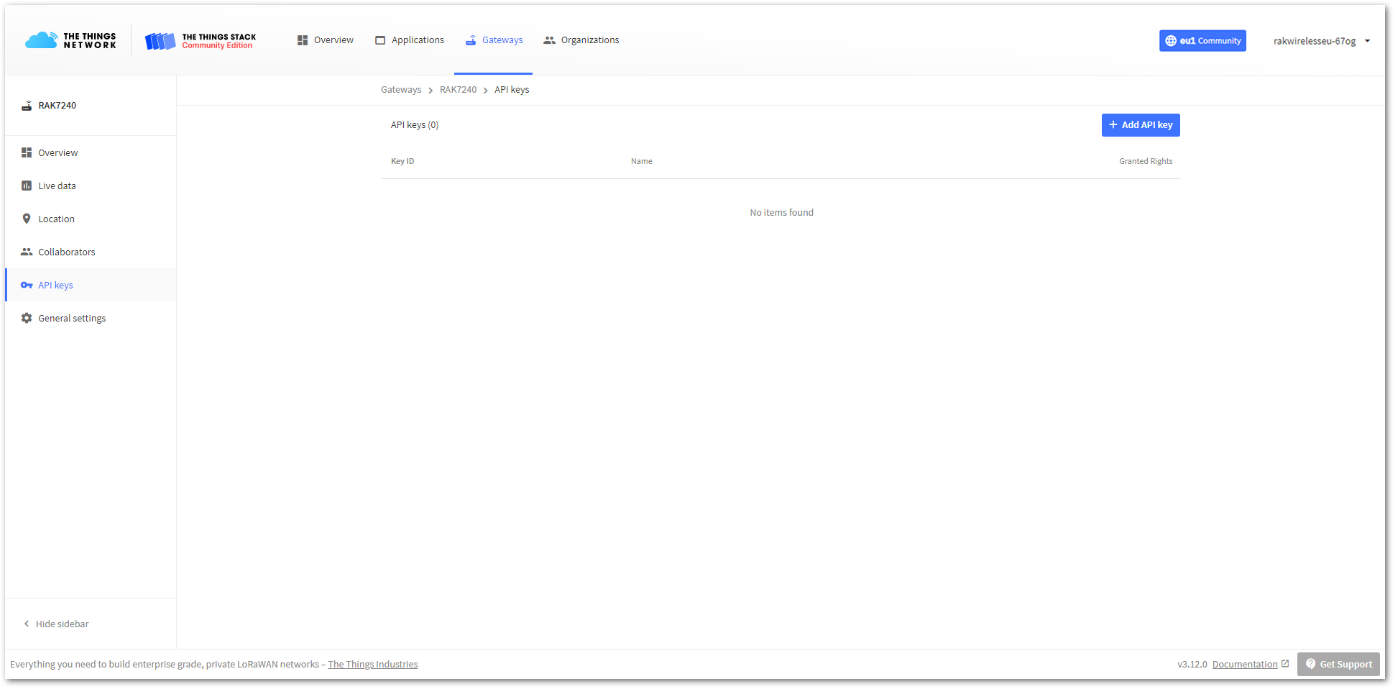 THE THINGS
NETWORK
THE THINGS STACK
Community Edition
Overview
Applications
Gateways
Organizations
eu1 Community
rakwirelesseu-67og
RAK7240
Overview
Live data
Location
Collaborators
API keys
General settings
Hide sidebar
Gateways > RAK7240 > API keys
API keys (0)
+ Add API key
Key ID Name Granted Rights
No items found
Everything you need to build enterprise grade, private LoRaWAN networks – The Things Industries
v3.12.0 Documentation
Get Support